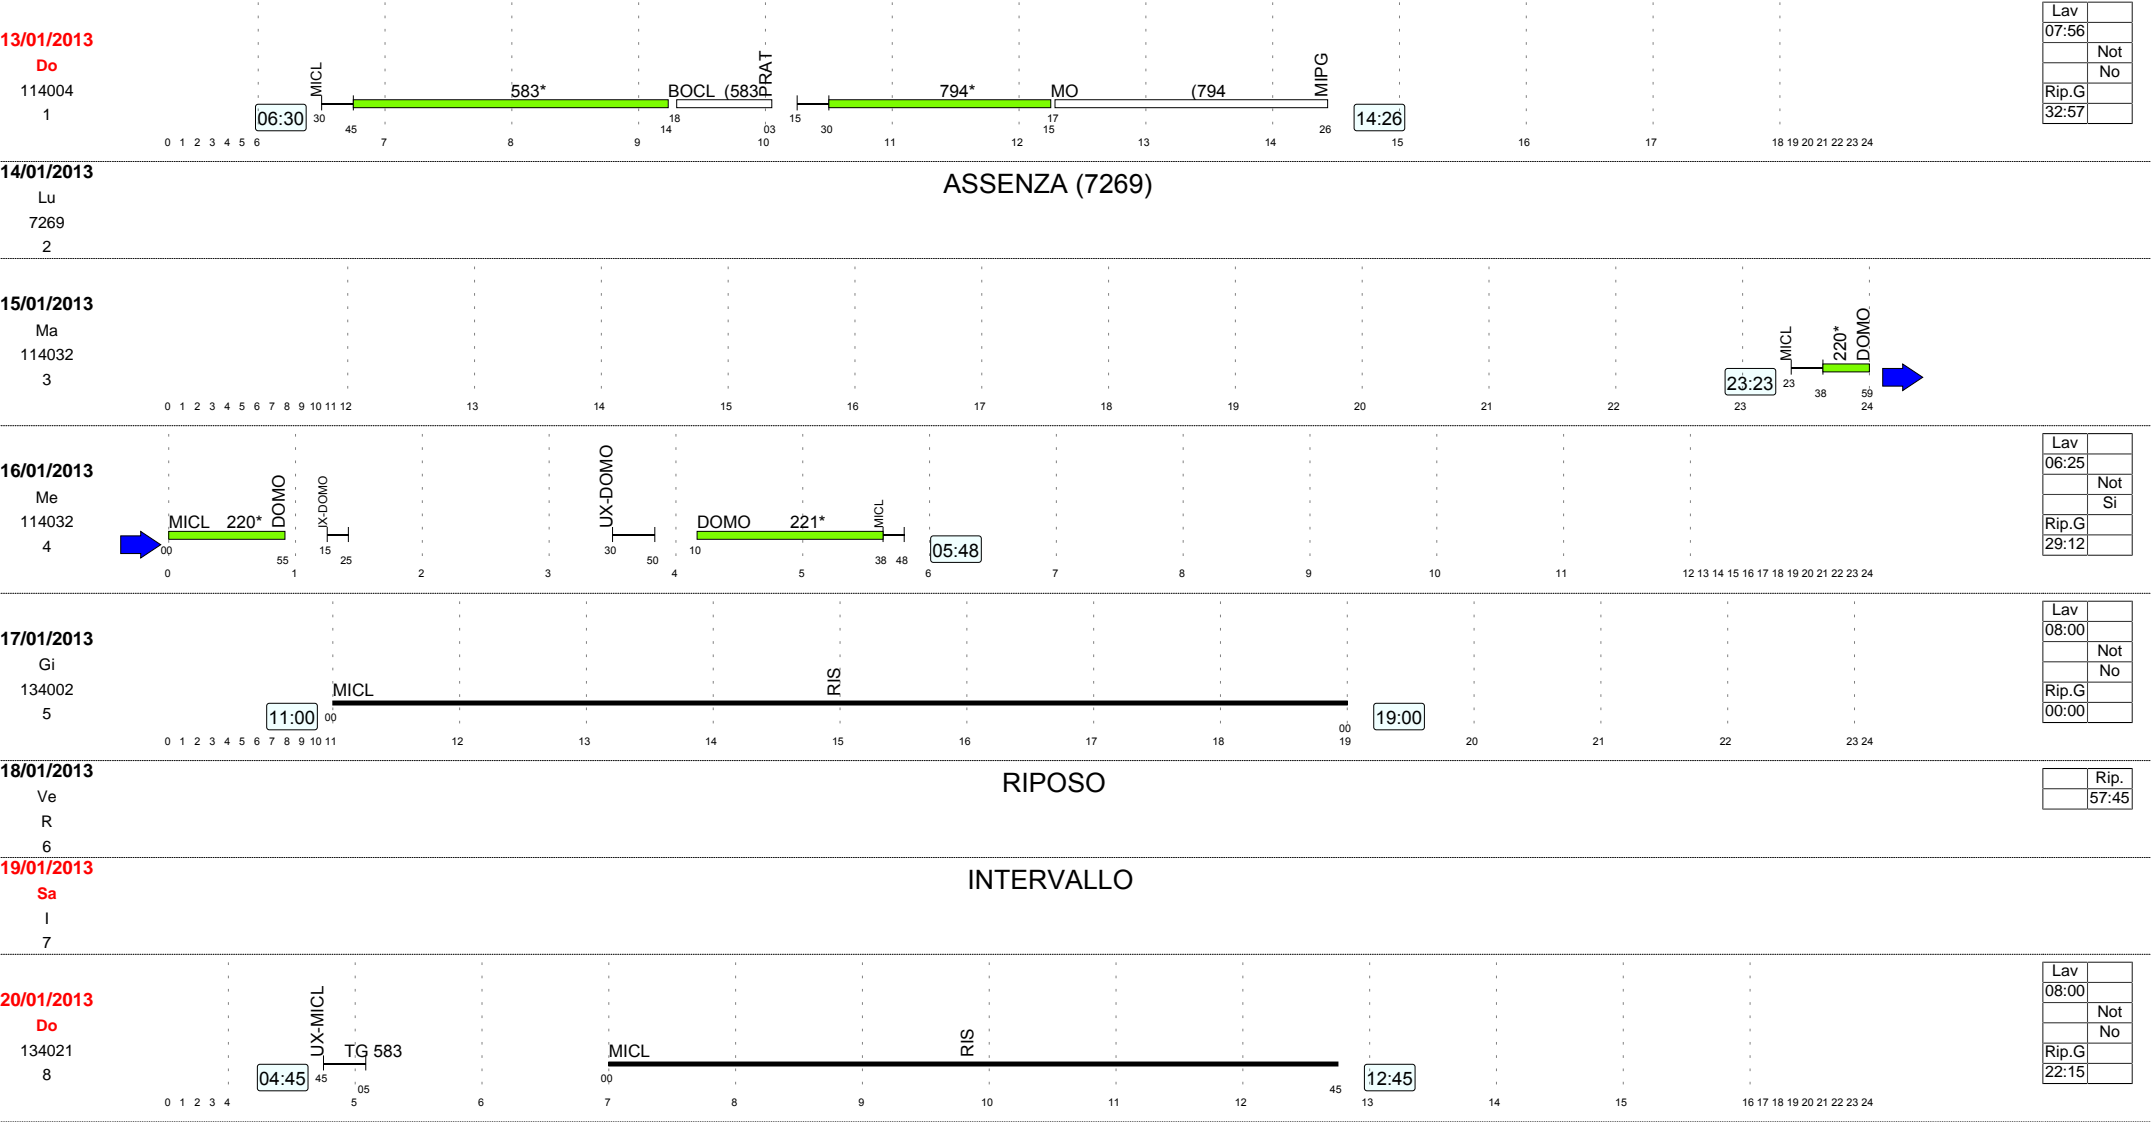 13/01/2013
Do
114004
1
06:30
MICL
30
45
583*
BOCL (583
PRAT
14
18
03
15
30
794*
MO (794
MIPG
17
15
26
14:26
0 1 2 3 4 5 6 7 8 9 10 11 12 13 14 15 16 17 18 19 20 21 22 23 24
Lav
07:56
Not
No
Rip.G
32:57
14/01/2013
Lu
7269
2
ASSENZA (7269)
15/01/2013
Ma
114032
3
23:23
MICL
23
38
220*
DOMO
59
0 1 2 3 4 5 6 7 8 9 10 11 12 13 14 15 16 17 18 19 20 21 22 23 24
16/01/2013
Me
114032
4
MICL 220*
DOMO
00
55
IX-DOMO
15
25
UX-DOMO
30
50
DOMO 221*
MICL
10
38
48
05:48
0 1 2 3 4 5 6 7 8 9 10 11 12 13 14 15 16 17 18 19 20 21 22 23 24
Lav
06:25
Not
Si
Rip.G
29:12
17/01/2013
Gi
134002
5
11:00
MICL
00
RIS
00
19:00
0 1 2 3 4 5 6 7 8 9 10 11 12 13 14 15 16 17 18 19 20 21 22 23 24
Lav
08:00
Not
No
Rip.G
00:00
18/01/2013
Ve
R
6
RIPOSO
Rip.
57:45
19/01/2013
Sa
I
7
INTERVALLO
20/01/2013
Do
134021
8
04:45
UX-MICL
45
TG 583
05
MICL
00
RIS
45
12:45
0 1 2 3 4 5 6 7 8 9 10 11 12 13 14 15 16 17 18 19 20 21 22 23 24
Lav
08:00
Not
No
Rip.G
22:15